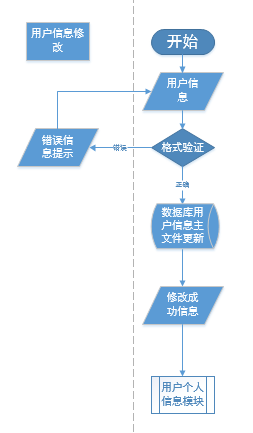 用户信息修
改
开始
用户信
息
错误信
息提示
错误
格式验证
正确
数据库用
户信息主
文件更新
修改成
功信息
用户个人
信息模块